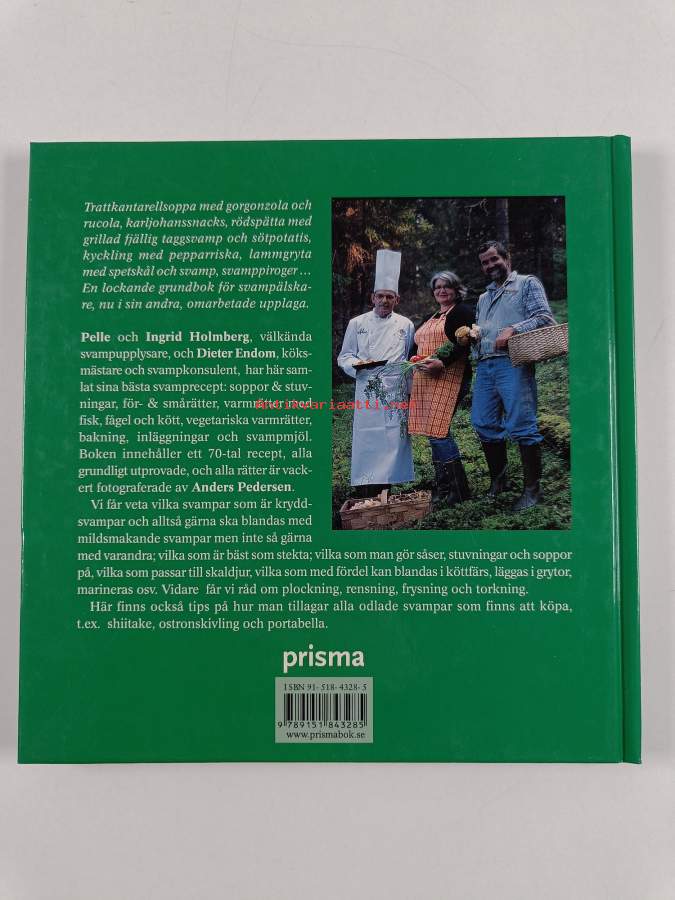 Trattkantarellsoppa med gorgonzola och
rucola, karljohanssnacks, rödspätta med
grillad fjällig taggsvamp och sötpotatis,
kyckling med pepparriska, lammgryta
med spetskål och svamp, svamppiroger...
En lockande grundbok för svampälska-
re, nu i sin andra, omarbetade upplaga.
Pelle och Ingrid Holmberg, välkända
svampupplysare, och Dieter Endom, köks-
mästare och svampkonsulent, har här sam-
lat sina bästa svamprecept: soppor & stuv-
ningar, för- & smårätter, varmrätter med
fisk, fågel och kött, vegetariska varmrätter,
bakning, inläggningar och svampmjöl.
Boken innehåller ett 70-tal recept, alla
grundligt utprovade, och alla rätter är vack-
ert fotograferade av Anders Pedersen.
Vi får veta vilka svampar som är krydd-
svampar och alltså gärna ska blandas med
mildsmakande svampar men inte så gärna
med varandra; vilka som är bäst som stekta; vilka som man gör såser, stuvningar och soppor
på, vilka som passar till skaldjur, vilka som med fördel kan blandas i köttfärs, läggas i grytor,
marineras osv. Vidare får vi råd om plockning, rensning, frysning och torkning.
Här finns också tips på hur man tillagar alla odlade svampar som finns att köpa,
t.ex. shiitake, ostronskivling och portabella.
Antikvariaatti.net
prisma
ISBN 91-518-4328-5
9 789151 843285
www.prismabok.se